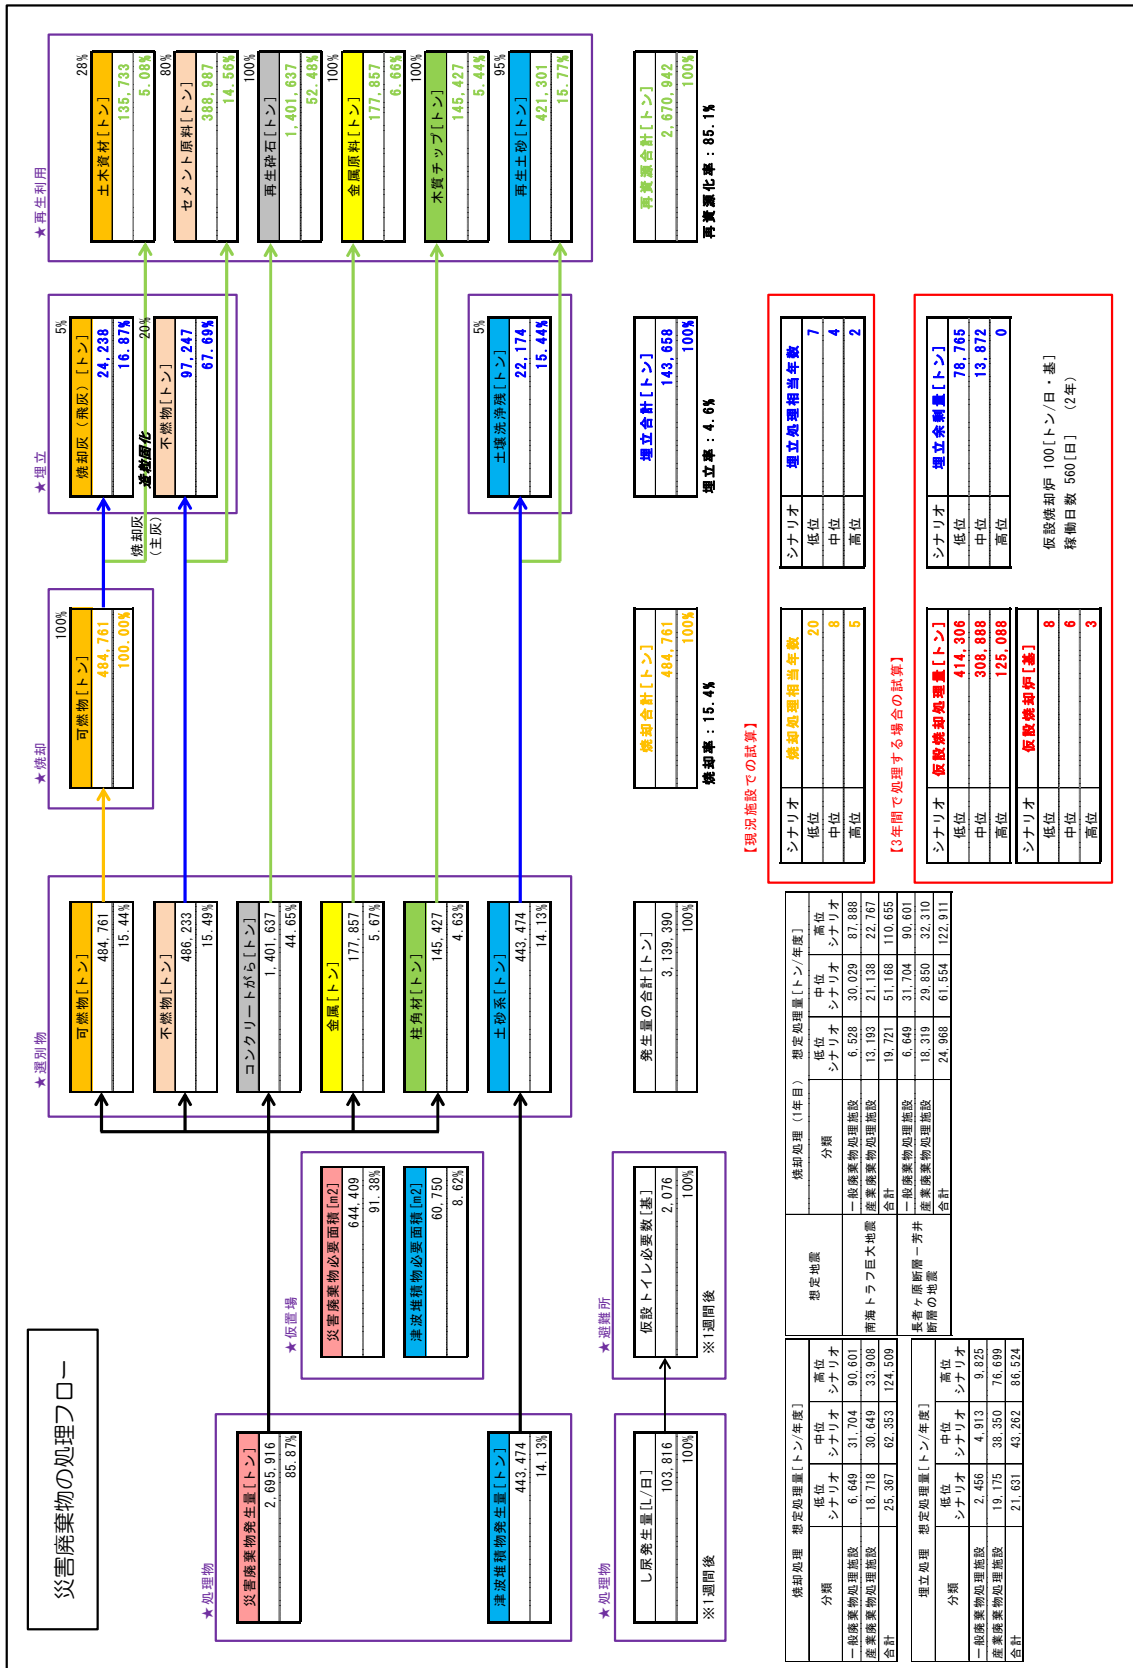 災害廃棄物の処理フロー
★処理物
災害廃棄物発生量[トン]
2,695,916
85.87%
津波堆積物発生量[トン]
443,474
14.13%
★処理物
し尿発生量[L/日]
103,816
100%
※1週間後
★仮置場
災害廃棄物必要面積[m2]
644,409
91.38%
津波堆積物必要面積[m2]
60,750
8.62%
★避難所
仮設トイレ必要数[基]
2,076
100%
※1週間後
★選別物
可燃物[トン]
484,761
15.44%
不燃物[トン]
486,233
15.49%
コンクリートがら[トン]
1,401,637
44.65%
金属[トン]
177,857
5.67%
柱角材[トン]
145,427
4.63%
土砂系[トン]
443,474
14.13%
発生量の合計[トン]
3,139,390
100%
★焼却
100%
可燃物[トン]
484,761
100.00%
焼却合計[トン]
484,761
100%
焼却率：15.4%
★埋立
5%
焼却灰（飛灰）[トン]
24,238
16.87%
焼却灰
（主灰）
造粒固化
20%
不燃物[トン]
97,247
67.69%
5%
土壌洗浄残[トン]
22,174
15.44%
埋立合計[トン]
143,658
100%
埋立率：4.6%
★再生利用
28%
土木資材[トン]
135,733
5.08%
80%
セメント原料[トン]
388,987
14.56%
100%
再生砕石[トン]
1,401,637
52.48%
100%
金属原料[トン]
177,857
6.66%
100%
木質チップ[トン]
145,427
5.44%
95%
再生土砂[トン]
421,301
15.77%
再資源合計[トン]
2,670,942
100%
再資源化率：85.1%
焼却処理 想定処理量[トン/年度]
分類 低位シナリオ 中位シナリオ 高位シナリオ
一般廃棄物処理施設 6,649 31,704 90,601
産業廃棄物処理施設 18,718 30,649 33,908
合計 25,367 62,353 124,509
埋立処理 想定処理量[トン/年度]
分類 低位シナリオ 中位シナリオ 高位シナリオ
一般廃棄物処理施設 2,456 4,913 9,825
産業廃棄物処理施設 19,175 38,350 76,699
合計 21,631 43,262 86,524
想定地震 焼却処理（1年目） 想定処理量[トン/年度]
分類 低位シナリオ 中位シナリオ 高位シナリオ
南海トラフ巨大地震
一般廃棄物処理施設 6,528 30,029 87,888
産業廃棄物処理施設 13,193 21,138 22,767
合計 19,721 51,168 110,655
長者ヶ原断層－芳井断層の地震
一般廃棄物処理施設 6,649 31,704 90,601
産業廃棄物処理施設 18,319 29,850 32,310
合計 24,968 61,554 122,911
【現況施設での試算】
シナリオ 焼却処理相当年数
低位 20
中位 8
高位 5
シナリオ 埋立処理相当年数
低位 7
中位 4
高位 2
【3年間で処理する場合の試算】
シナリオ 仮設焼却処理量[トン]
低位 414,306
中位 308,888
高位 125,088
シナリオ 仮設焼却炉[基]
低位 8
中位 6
高位 3
シナリオ 埋立余剰量[トン]
低位 78,765
中位 13,872
高位 0
仮設焼却炉 100[トン/日・基]
稼働日数 560[日] （2年）